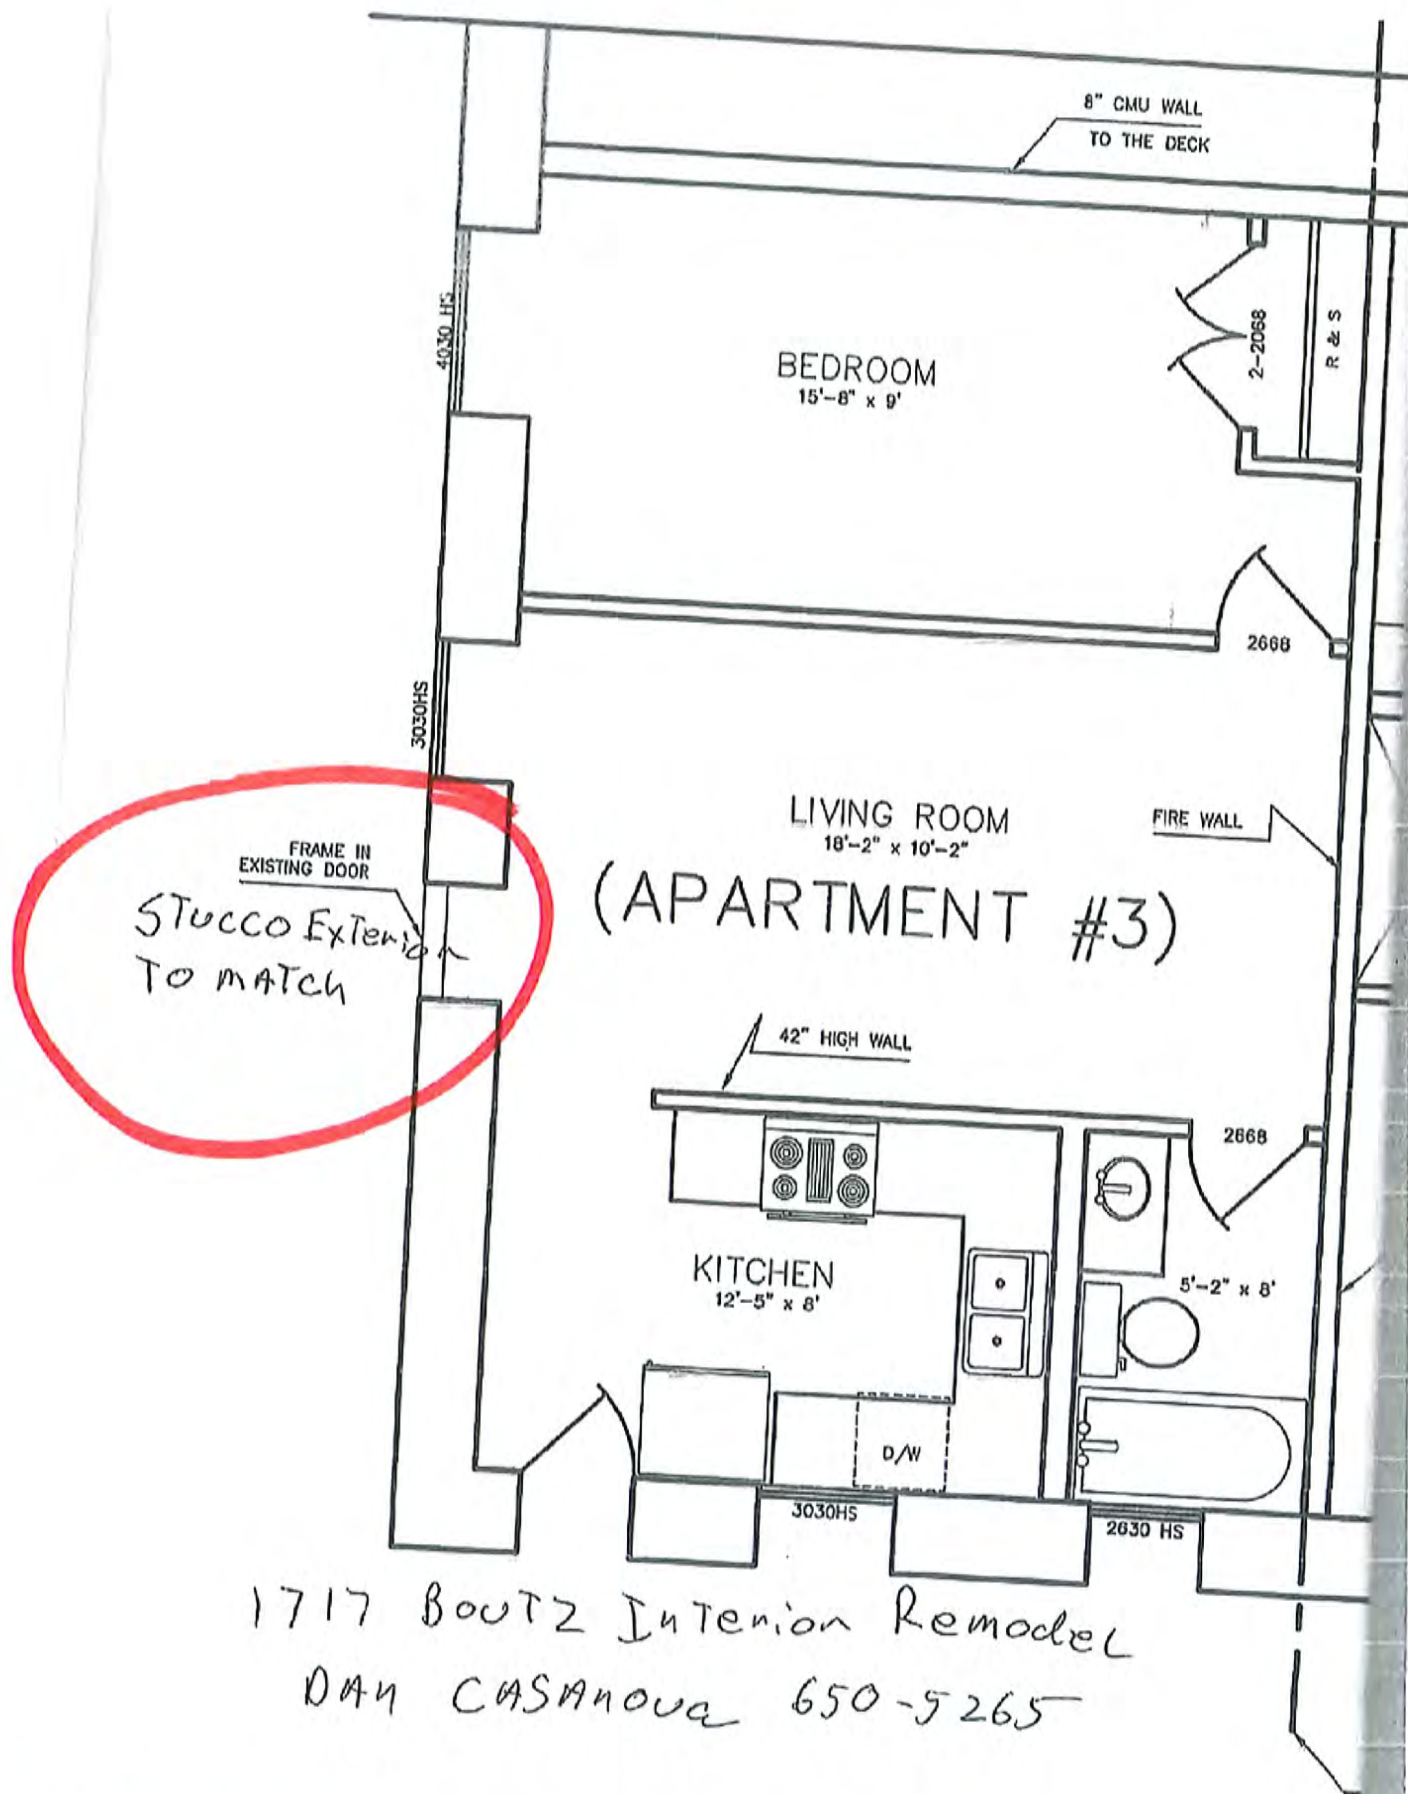 8" CMU WALL
TO THE DECK
4030 HS
BEDROOM
15'-8" x 9'
2-2068
R & S
2668
3030HS
LIVING ROOM
18'-2" x 10'-2"
FIRE WALL
FRAME IN
EXISTING DOOR
(APARTMENT #3)
STUCCO Exterior
TO MATCH
42" HIGH WALL
2668
KITCHEN
12'-5" x 8'
5'-2" x 8'
D/W
3030HS
2630 HS
1717 BOUTZ Interior Remodel
DAN CASANOVA 650-5265